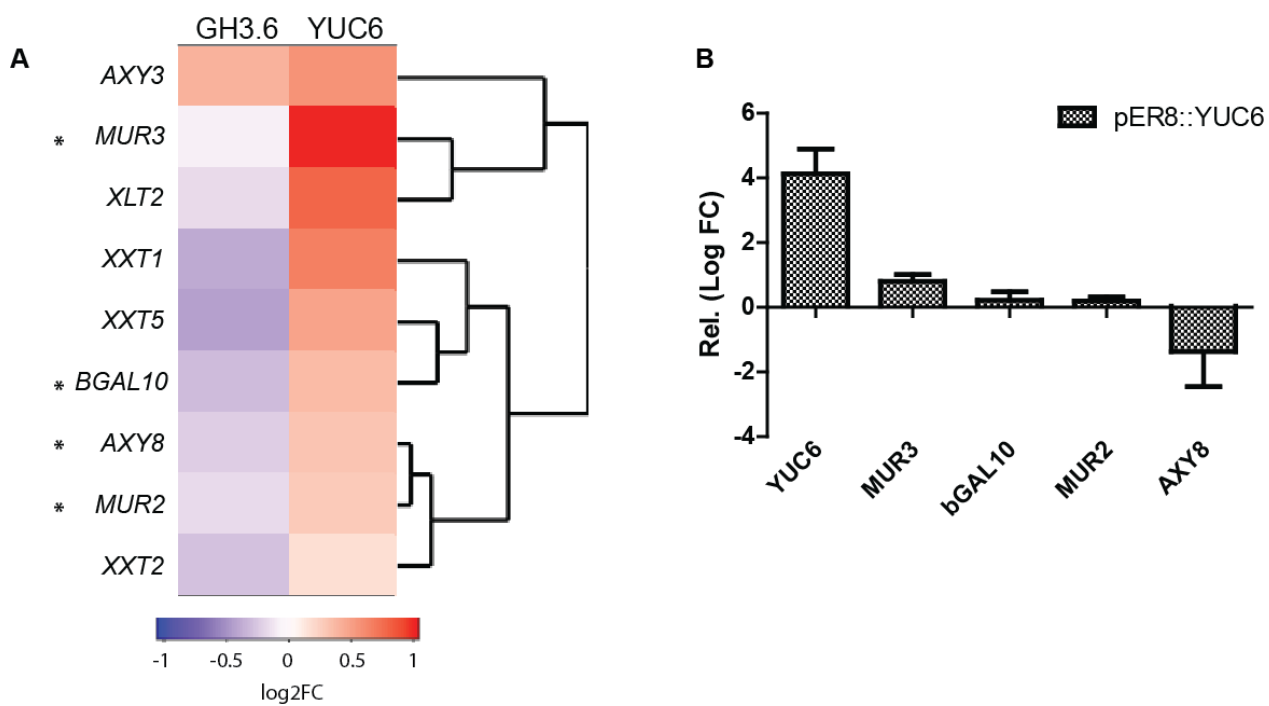 A
GH3.6 YUC6
AXY3
* MUR3
XLT2
XXT1
XXT5
* BGAL10
* AXY8
* MUR2
XXT2
-1 -0.5 0 0.5 1
log2FC
B
pER8::YUC6
Rel. (Log FC)
6
4
2
0
-2
-4
YUC6 MUR3 bGAL10 MUR2 AXY8